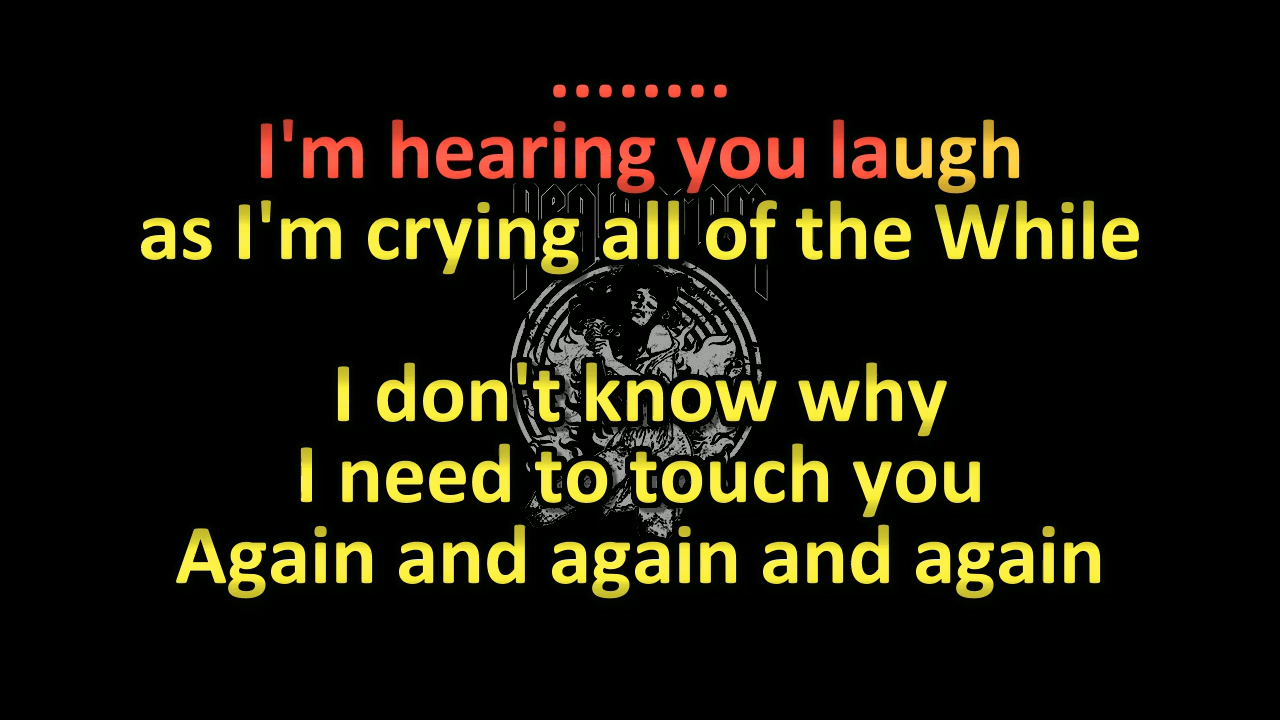 ........
I'm hearing you laugh
as I'm crying all of the While
I don't know why
I need to touch you
Again and again and again